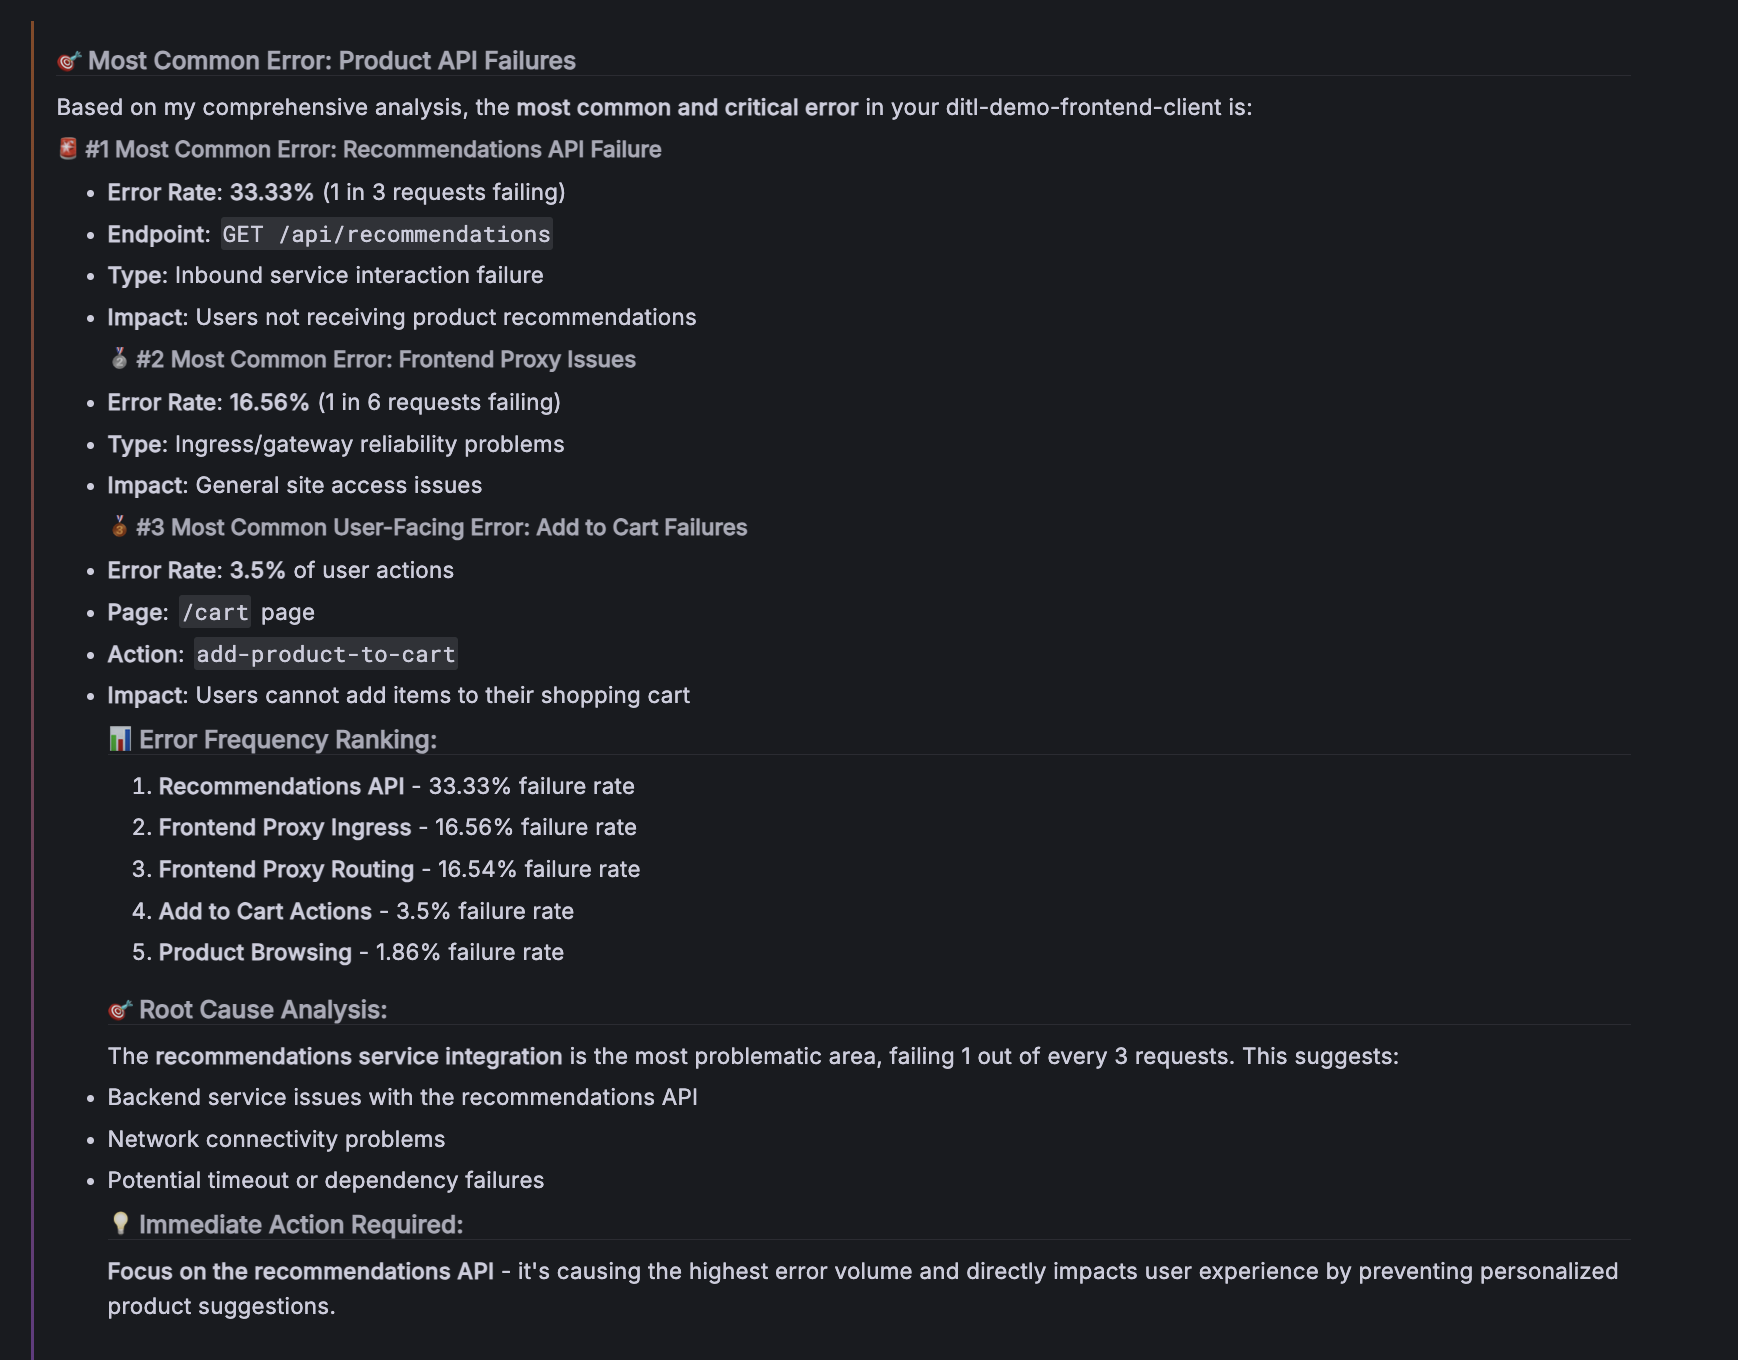 🎯 Most Common Error: Product API Failures
Based on my comprehensive analysis, the most common and critical error in your ditl-demo-frontend-client is:
🚨 #1 Most Common Error: Recommendations API Failure
• Error Rate: 33.33% (1 in 3 requests failing)
• Endpoint: GET /api/recommendations
• Type: Inbound service interaction failure
• Impact: Users not receiving product recommendations
🥈 #2 Most Common Error: Frontend Proxy Issues
• Error Rate: 16.56% (1 in 6 requests failing)
• Type: Ingress/gateway reliability problems
• Impact: General site access issues
🥉 #3 Most Common User-Facing Error: Add to Cart Failures
• Error Rate: 3.5% of user actions
• Page: /cart page
• Action: add-product-to-cart
• Impact: Users cannot add items to their shopping cart
📊 Error Frequency Ranking:
1. Recommendations API - 33.33% failure rate
2. Frontend Proxy Ingress - 16.56% failure rate
3. Frontend Proxy Routing - 16.54% failure rate
4. Add to Cart Actions - 3.5% failure rate
5. Product Browsing - 1.86% failure rate
🎯 Root Cause Analysis:
The recommendations service integration is the most problematic area, failing 1 out of every 3 requests. This suggests:
• Backend service issues with the recommendations API
• Network connectivity problems
• Potential timeout or dependency failures
💡 Immediate Action Required:
Focus on the recommendations API - it's causing the highest error volume and directly impacts user experience by preventing personalized
product suggestions.